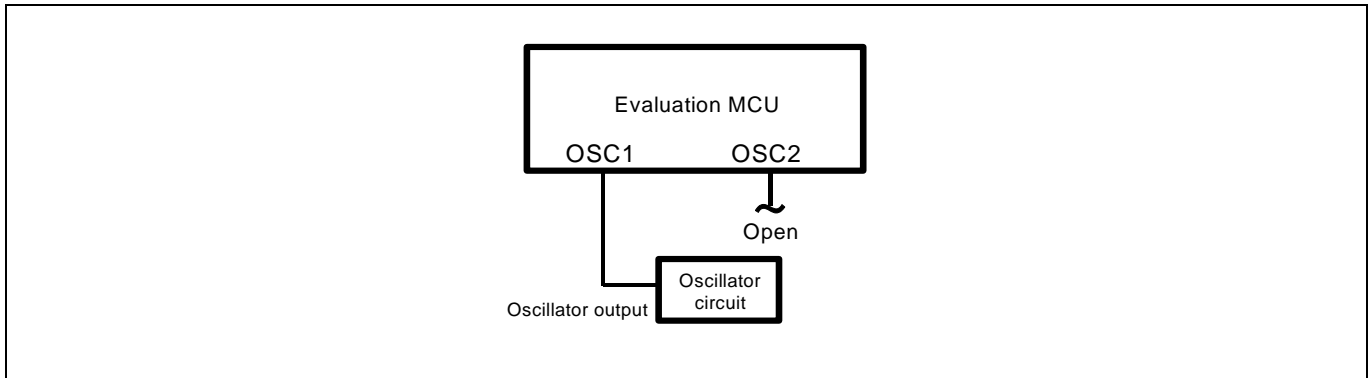 Evaluation MCU
OSC1 OSC2
Open
Oscillator
circuit
Oscillator output